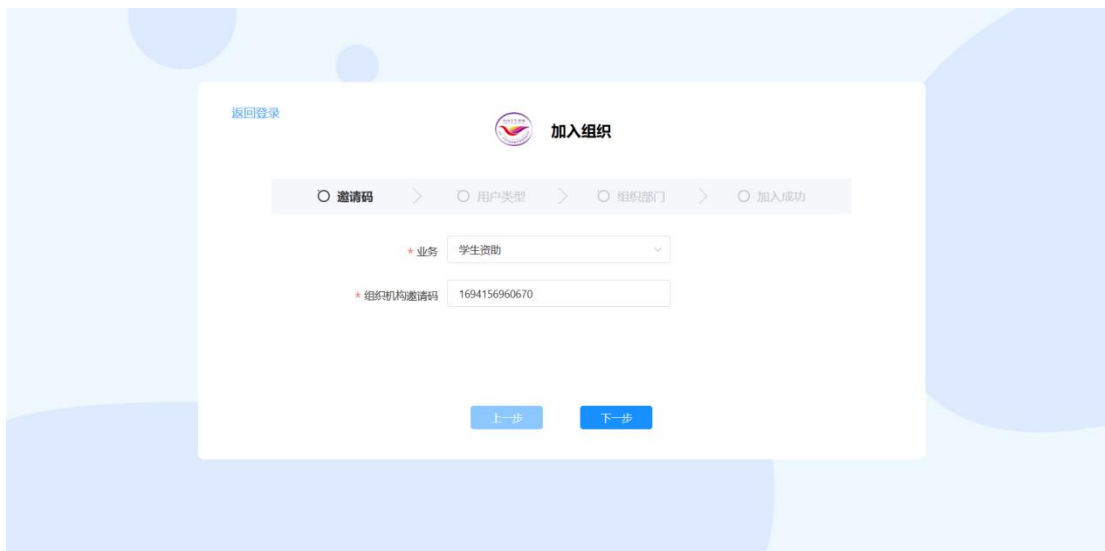 返回登录
加入组织
邀请码 用户类型 组织部门 加入成功
* 业务 学生资助
* 组织机构邀请码 1694156960670
上一步 下一步